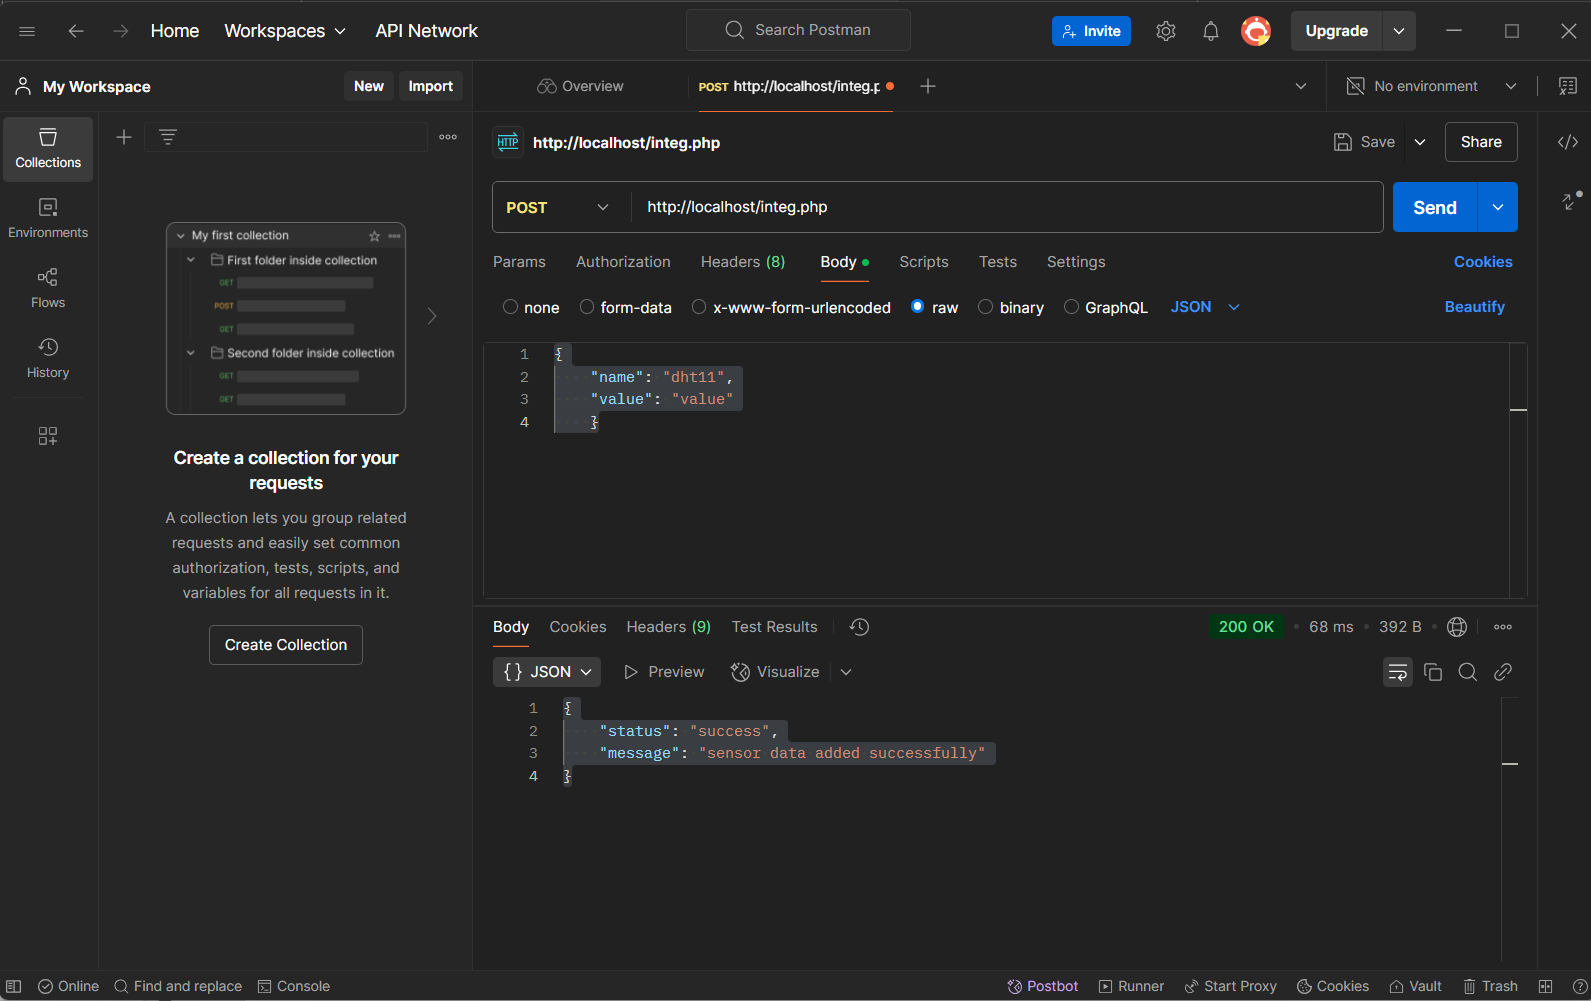 Home Workspaces API Network Search Postman Invite Upgrade
My Workspace New Import Overview POST http://localhost/integ.p No environment
Collections
Environments
Flows
History
My first collection
First folder inside collection
GET
POST
GET
Second folder inside collection
GET
GET
Create a collection for your
requests
A collection lets you group related
requests and easily set common
authorization, tests, scripts, and
variables for all requests in it.
Create Collection
HTTP http://localhost/integ.php Save Share
POST http://localhost/integ.php Send
Params Authorization Headers (8) Body Scripts Tests Settings Cookies
none form-data x-www-form-urlencoded raw binary GraphQL JSON Beautify
1 {
2 "name": "dht11",
3 "value": "value"
4 }
Body Cookies Headers (9) Test Results 200 OK 68 ms 392 B
{} JSON Preview Visualize
1 {
2 "status": "success",
3 "message": "sensor data added successfully"
4 }
Online Find and replace Console Postbot Runner Start Proxy Cookies Vault Trash